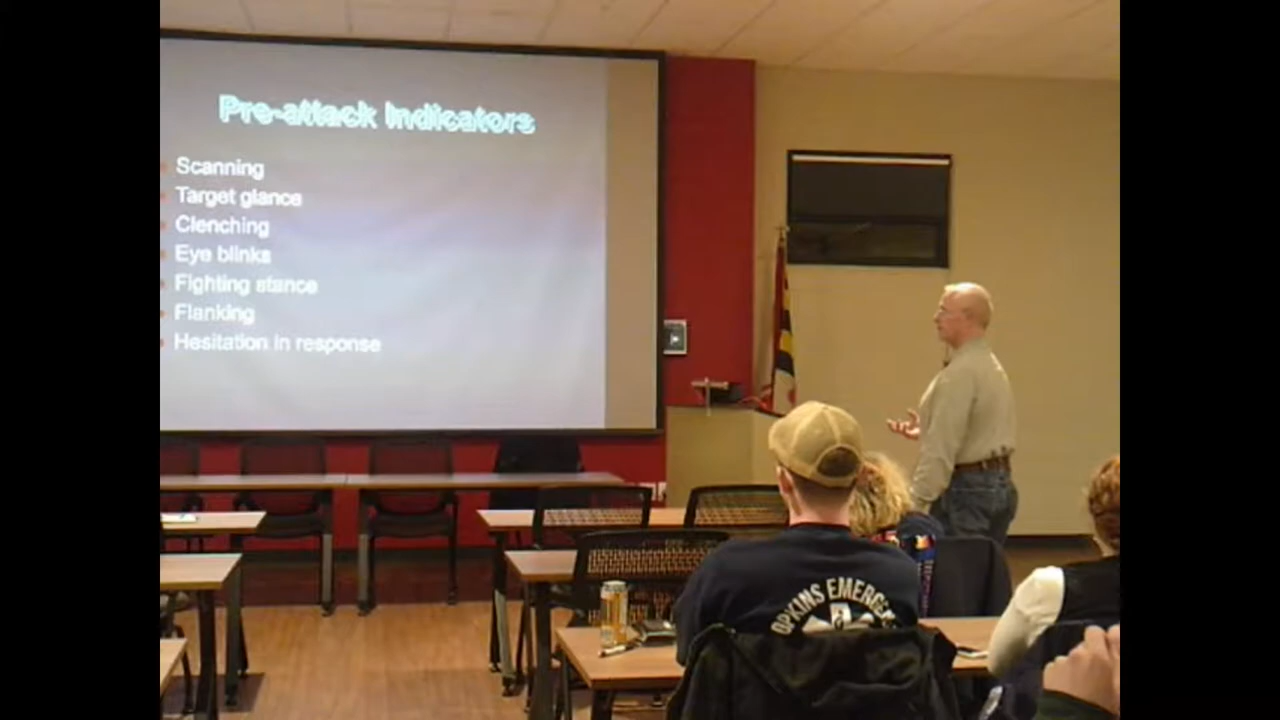 Pre-attack Indicators
Scanning
Target glance
Clenching
Eye blinks
Fighting stance
Flanking
Hesitation in response
OPKINS EMERGE